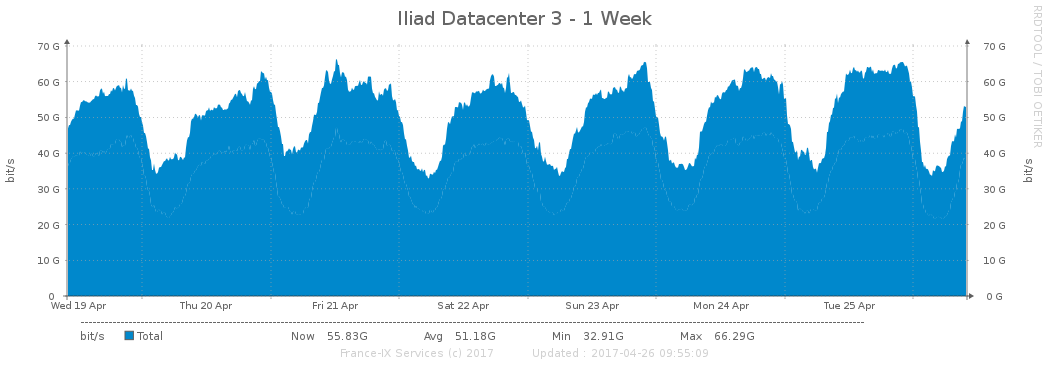 Iliad Datacenter 3 - 1 Week
RRDTOOL / TOBI OETIKER
70 G 70 G
60 G 60 G
50 G 50 G
40 G 40 G
30 G 30 G
20 G 20 G
10 G 10 G
0 0 G
bit/s bit/s
Wed 19 Apr Thu 20 Apr Fri 21 Apr Sat 22 Apr Sun 23 Apr Mon 24 Apr Tue 25 Apr
bit/s Total Now 55.83G Avg 51.18G Min 32.91G Max 66.29G
France-IX Services (c) 2017 Updated : 2017-04-26 09:55:09